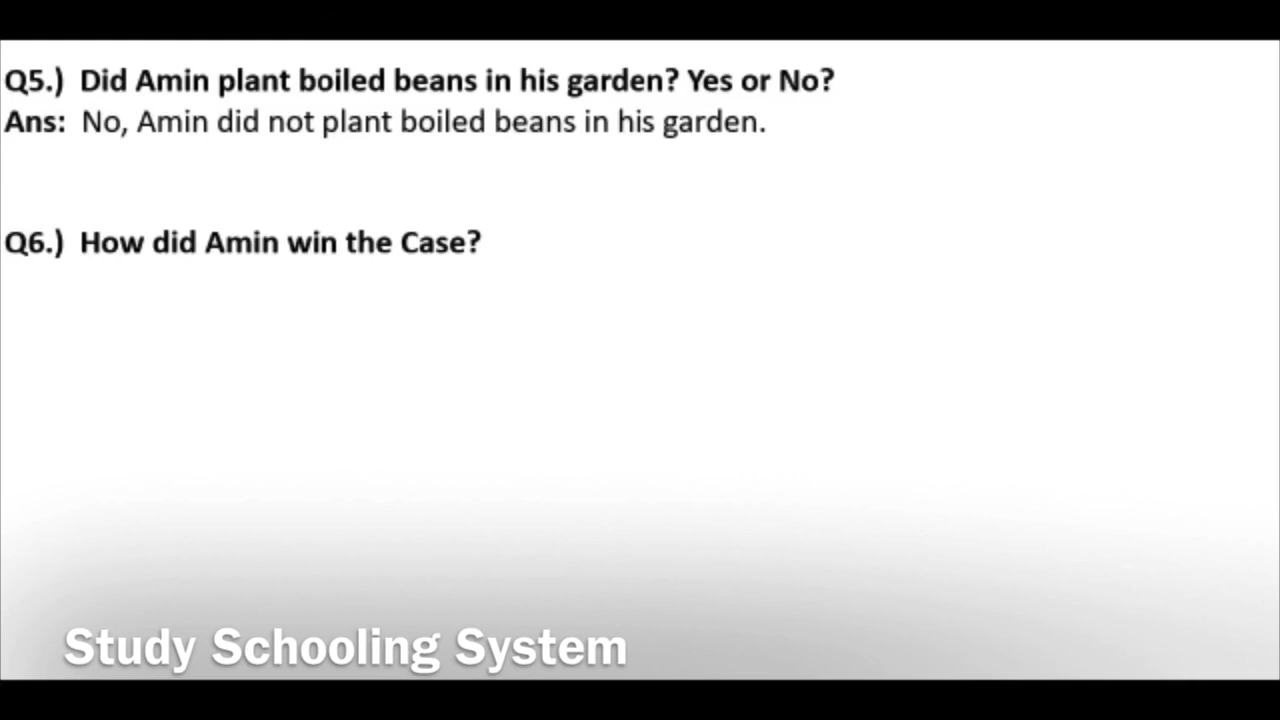 Q5.) Did Amin plant boiled beans in his garden? Yes or No?
Ans: No, Amin did not plant boiled beans in his garden.
Q6.) How did Amin win the Case?
Study Schooling System